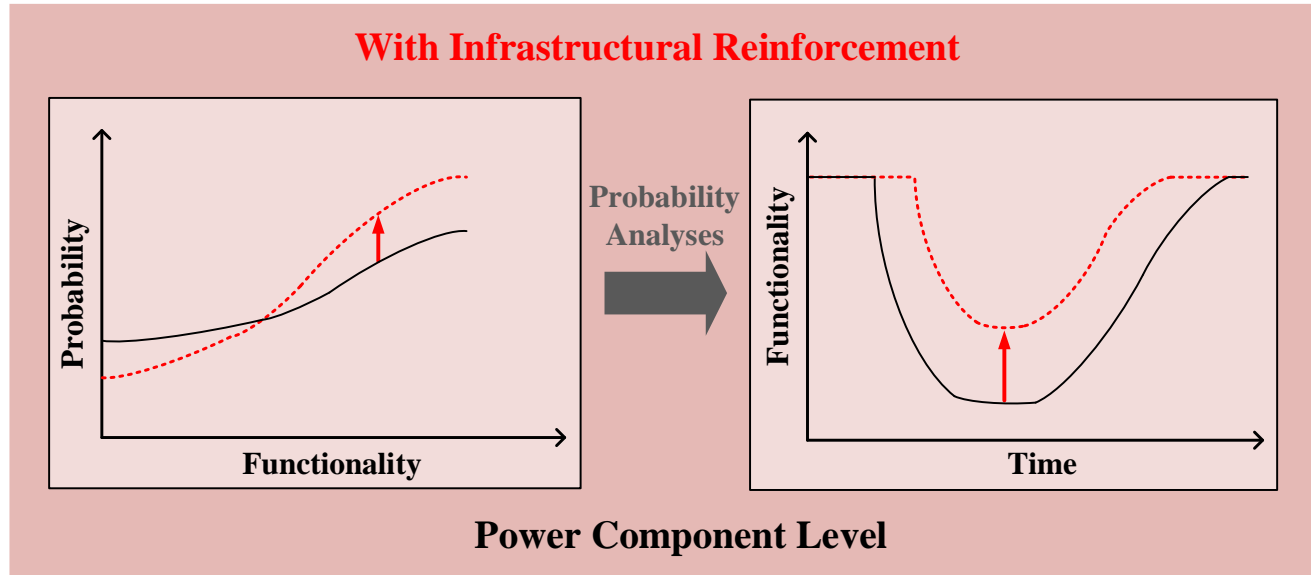 With Infrastructural Reinforcement
Probability
Functionality
Probability
Analyses
Functionality
Time
Power Component Level